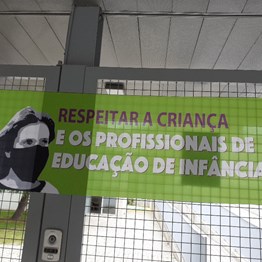 RESPEITAR A CRIANÇA
E OS PROFISSIONAIS DE
EDUCAÇÃO DE INFÂNCIA